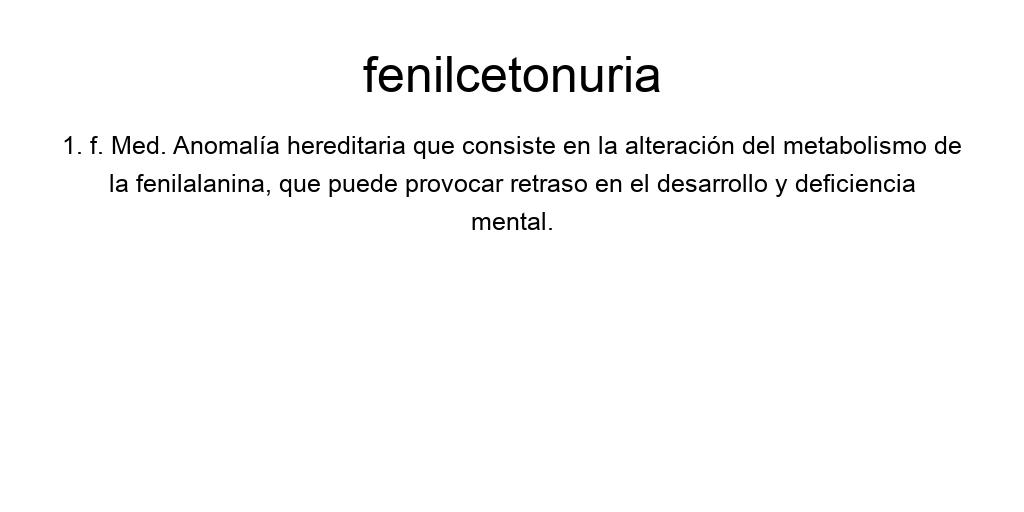 fenilcetonuria
1. f. Med. Anomalía hereditaria que consiste en la alteración del metabolismo de
la fenilalanina, que puede provocar retraso en el desarrollo y deficiencia
mental.